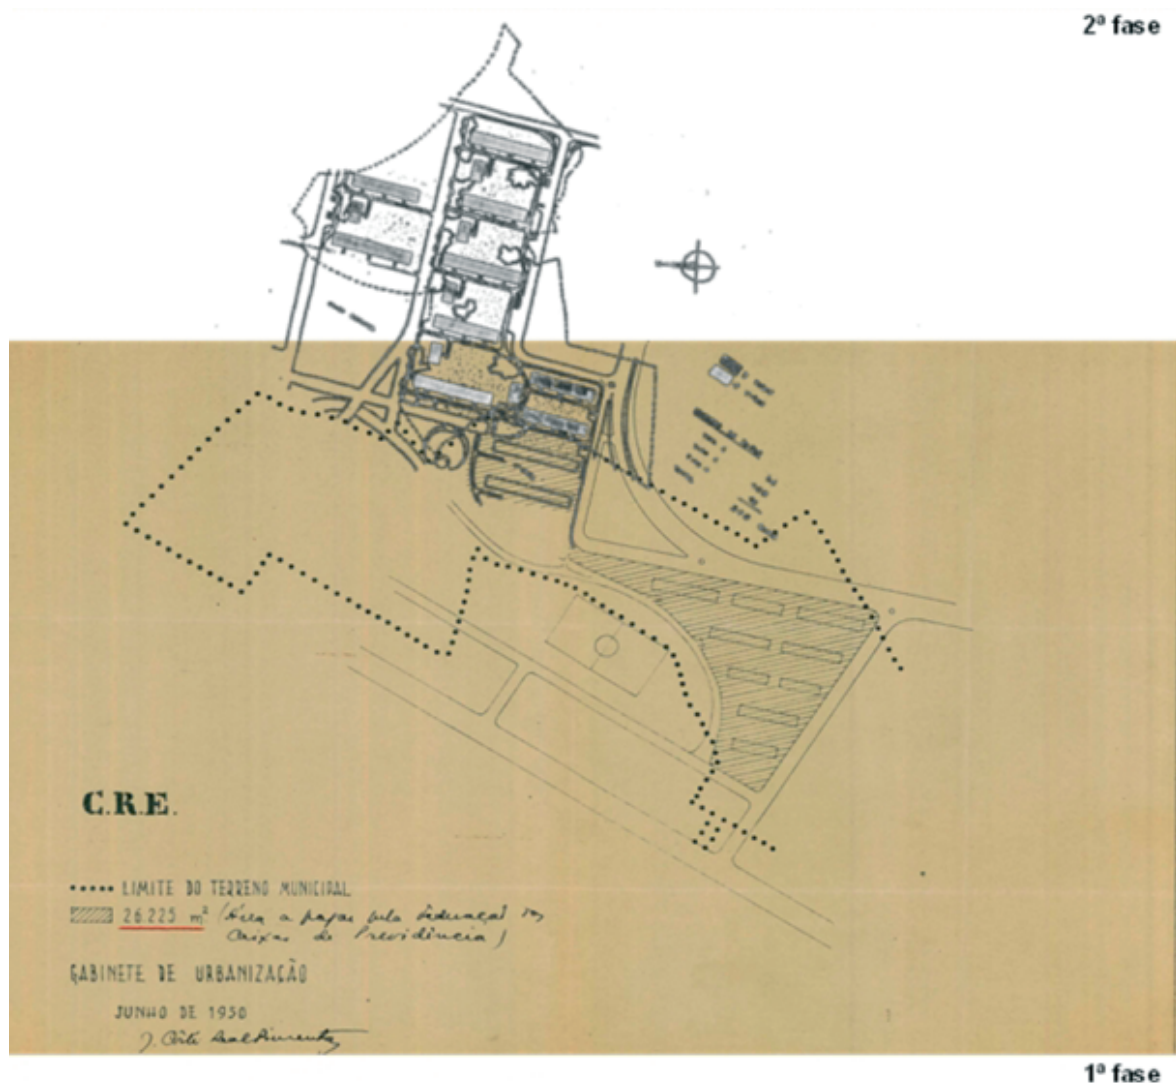 2ª fase
C.R.E.
LIMITE DO TERRENO MUNICIPAL
26.225 m² (Área a pagar pela Federação das
Caixas de Previdência)
GABINETE DE URBANIZAÇÃO
JUNHO DE 1950
1ª fase